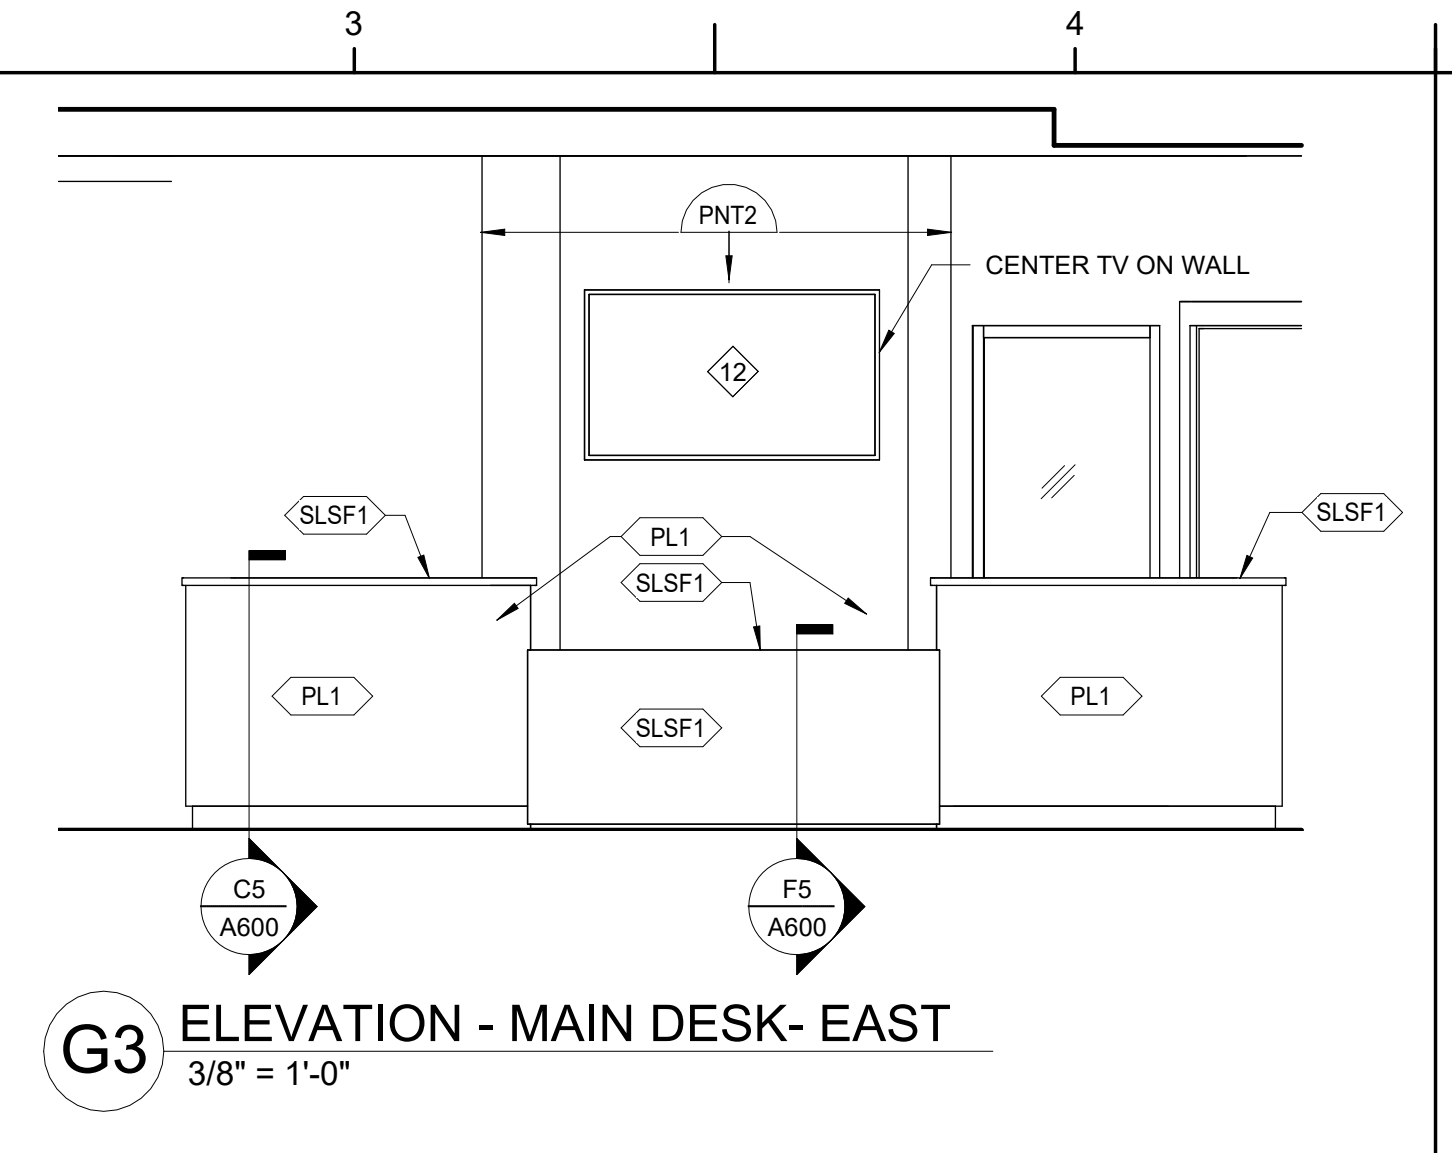 3
4
PNT2
CENTER TV ON WALL
12
SLSF1
SLSF1
PL1
SLSF1
PL1
SLSF1
PL1
C5
A600
F5
A600
G3
ELEVATION - MAIN DESK- EAST
3/8" = 1'-0"